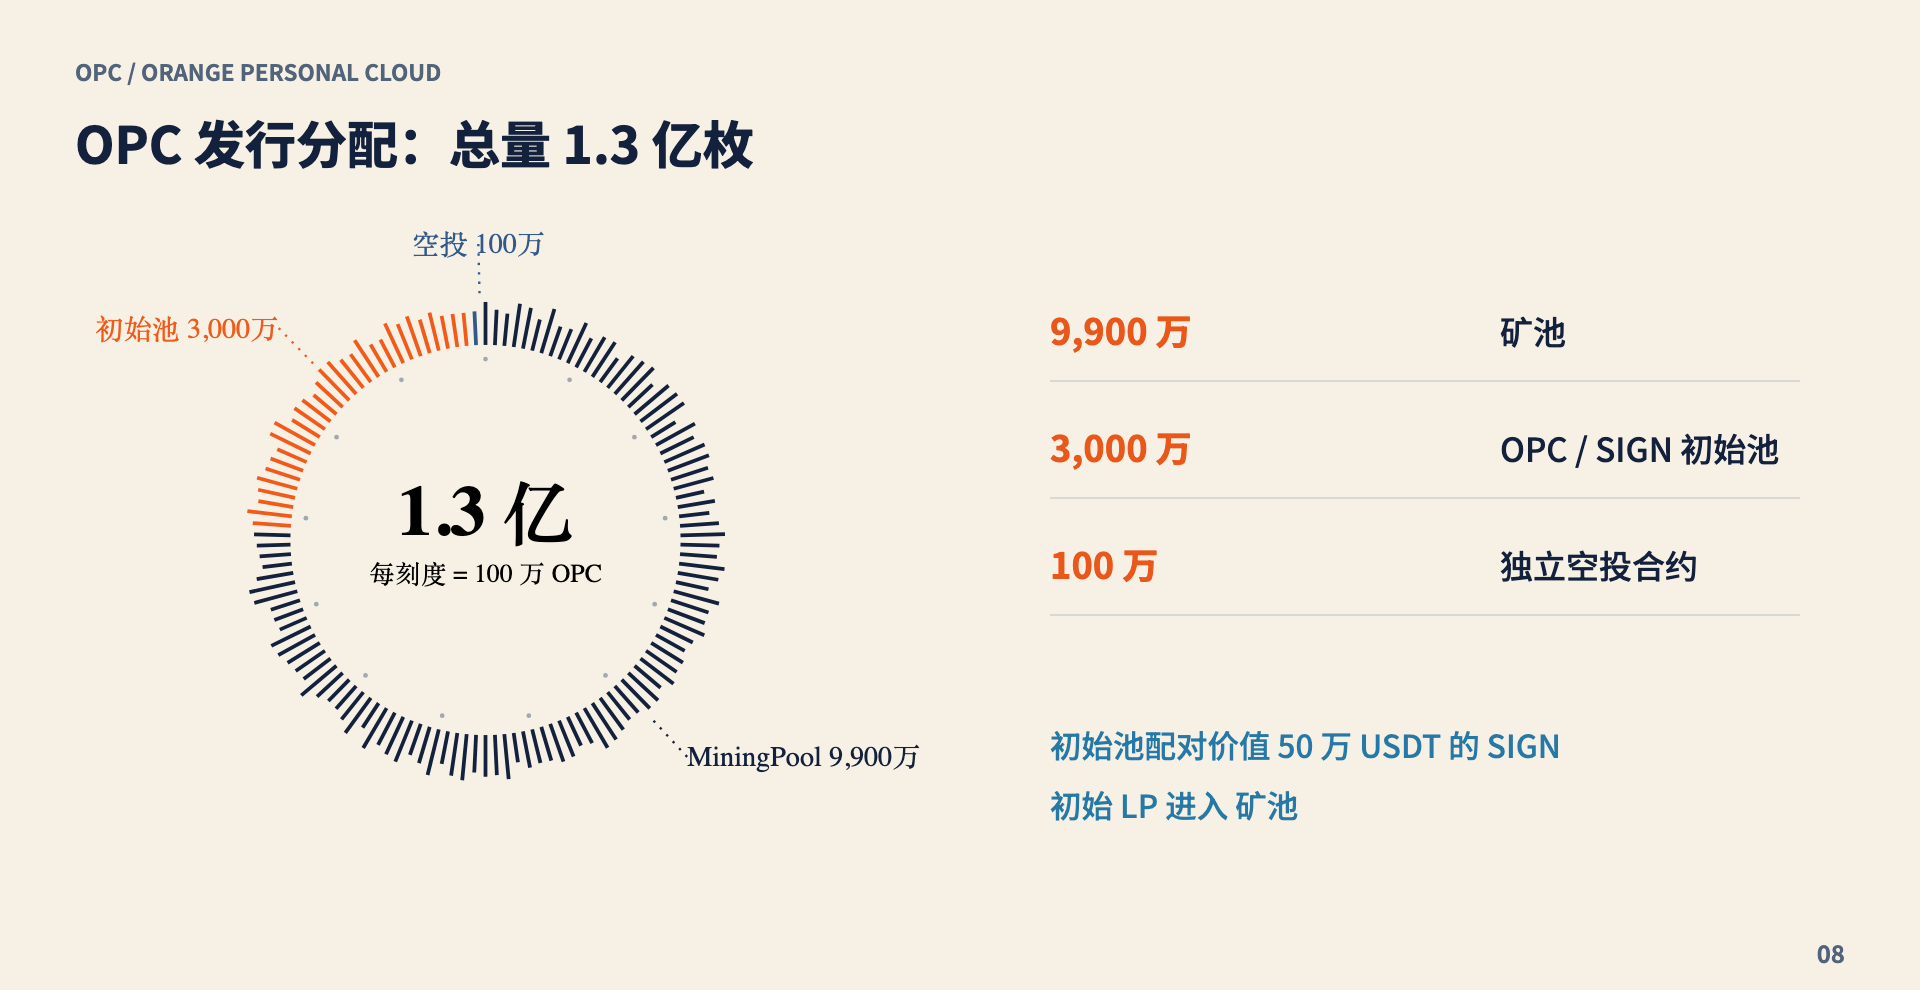 OPC / ORANGE PERSONAL CLOUD
OPC 发行分配：总量 1.3 亿枚
空投 100万
初始池 3,000万
1.3 亿
每刻度 = 100 万 OPC
MiningPool 9,900万
9,900 万 矿池
3,000 万 OPC / SIGN 初始池
100 万 独立空投合约
初始池配对价值 50 万 USDT 的 SIGN
初始 LP 进入 矿池
08